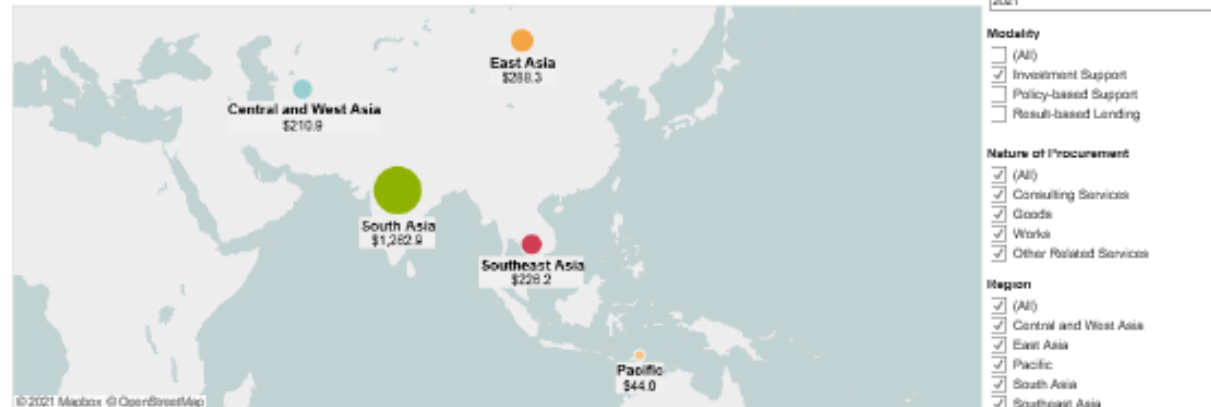 2021
East Asia
$288.3
Central and West Asia
$210.9
South Asia
$1,262.9
Southeast Asia
$226.2
Pacific
$44.0
© 2021 Mapbox © OpenStreetMap
Modality
(All)
Investment Support
Policy-based Support
Result-based Lending
Nature of Procurement
(All)
Consulting Services
Goods
Works
Other Related Services
Region
(All)
Central and West Asia
East Asia
Pacific
South Asia
Southeast Asia